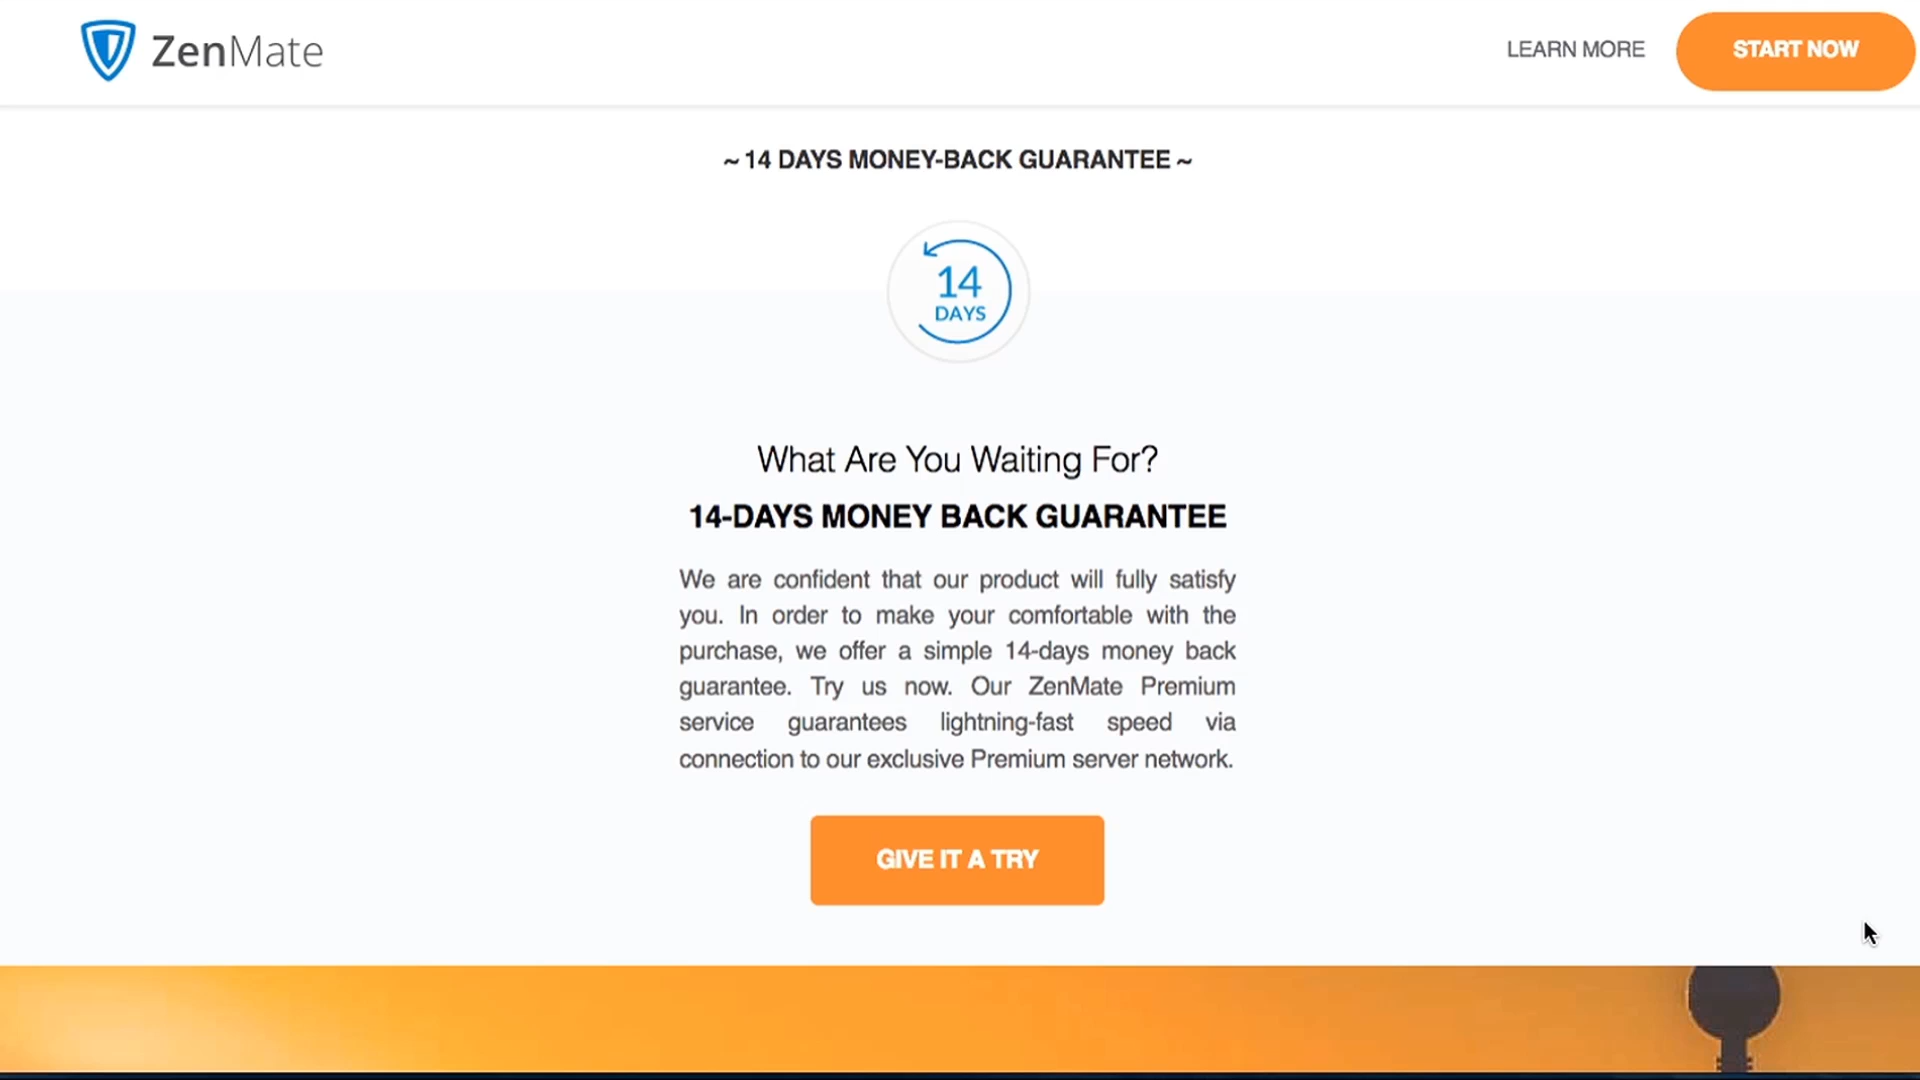 ZenMate
LEARN MORE
START NOW
~ 14 DAYS MONEY-BACK GUARANTEE ~
14
DAYS
What Are You Waiting For?
14-DAYS MONEY BACK GUARANTEE
We are confident that our product will fully satisfy
you. In order to make your comfortable with the
purchase, we offer a simple 14-days money back
guarantee. Try us now. Our ZenMate Premium
service guarantees lightning-fast speed via
connection to our exclusive Premium server network.
GIVE IT A TRY